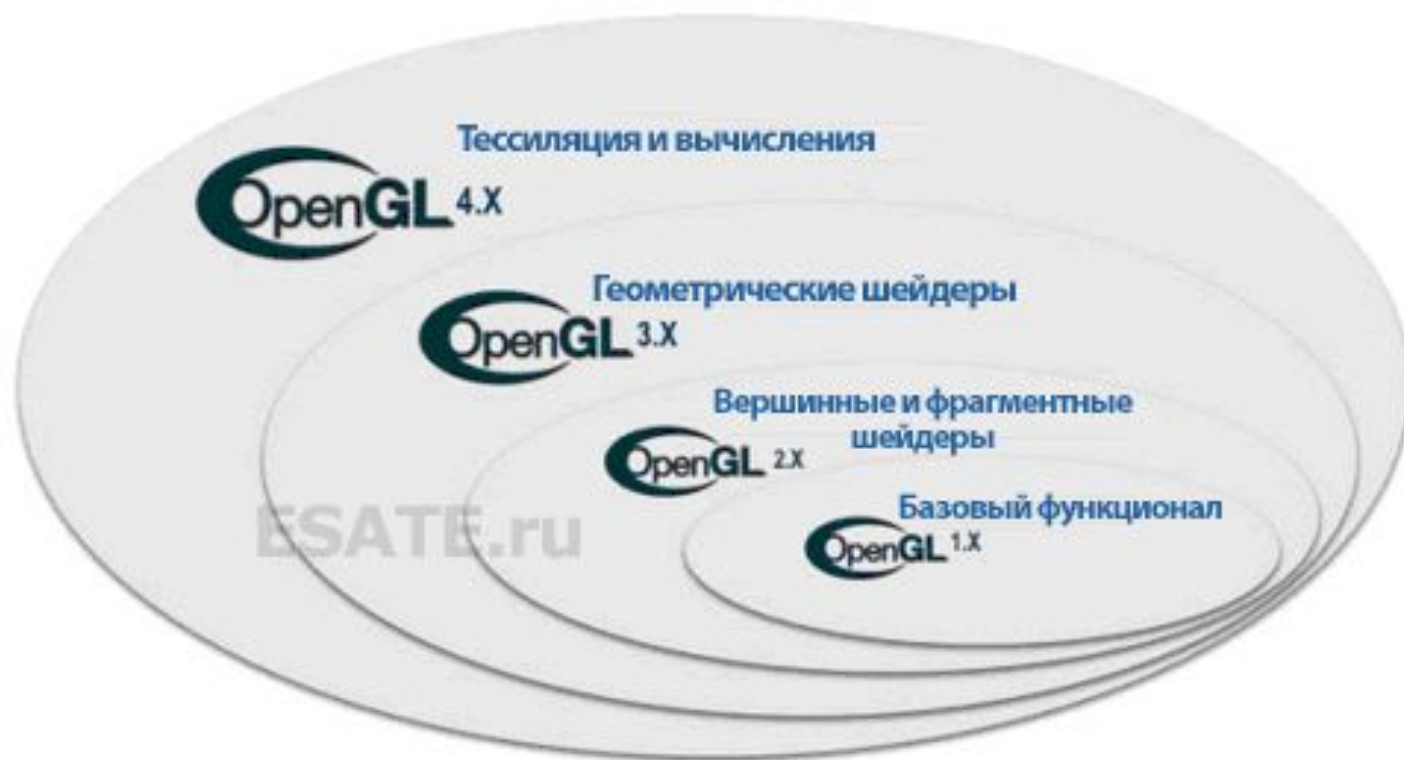 Тессиляция и вычисления
OpenGL 4.X
Геометрические шейдеры
OpenGL 3.X
Вершинные и фрагментные
шейдеры
OpenGL 2.X
Базовый функционал
OpenGL 1.X
ESATE.ru